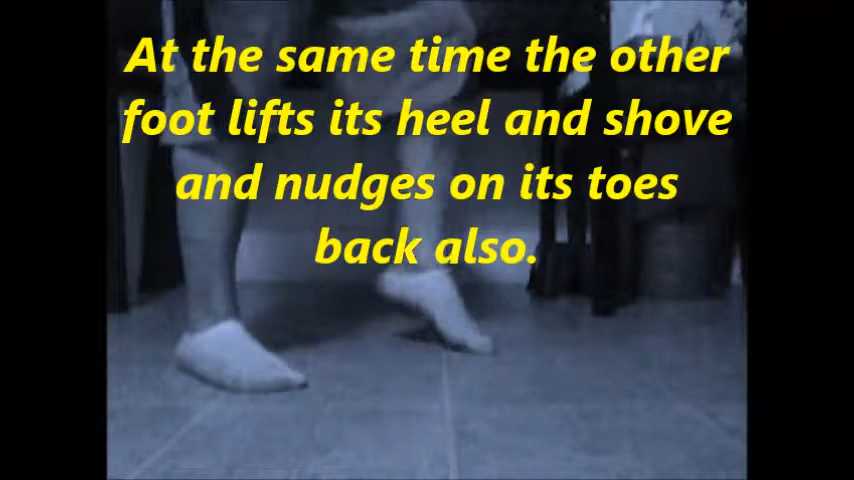 At the same time the other
foot lifts its heel and shove
and nudges on its toes
back also.